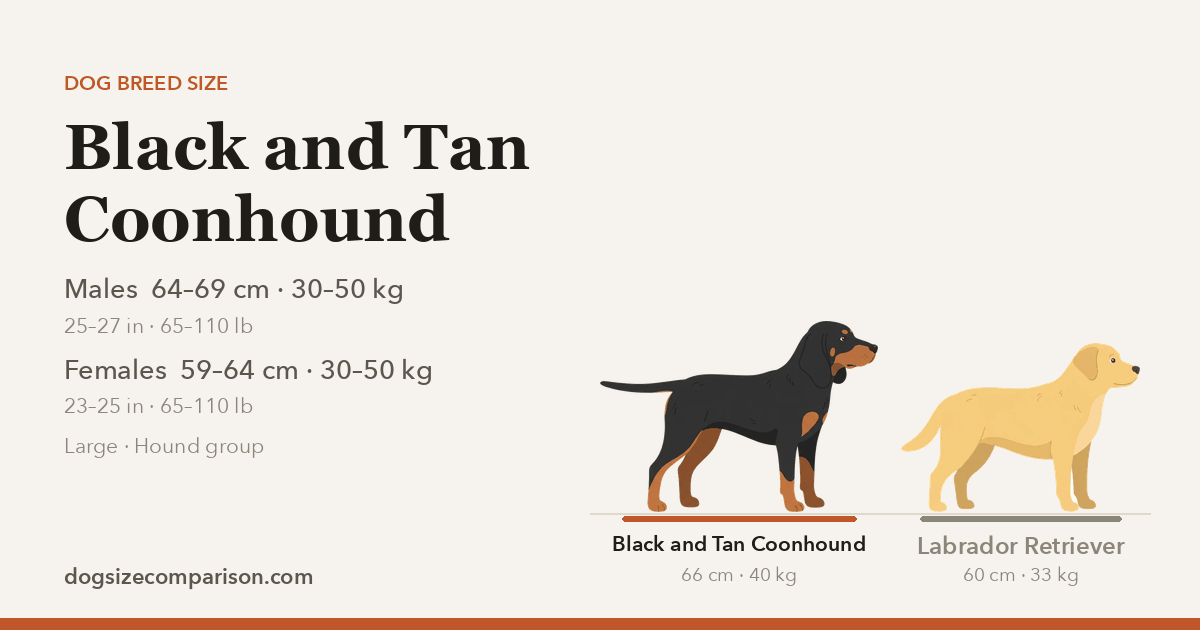 DOG BREED SIZE
Black and Tan
Coonhound
Males 64–69 cm · 30–50 kg
25–27 in · 65–110 lb
Females 59–64 cm · 30–50 kg
23–25 in · 65–110 lb
Large · Hound group
Black and Tan Coonhound
66 cm · 40 kg
Labrador Retriever
60 cm · 33 kg
dogsizecomparison.com